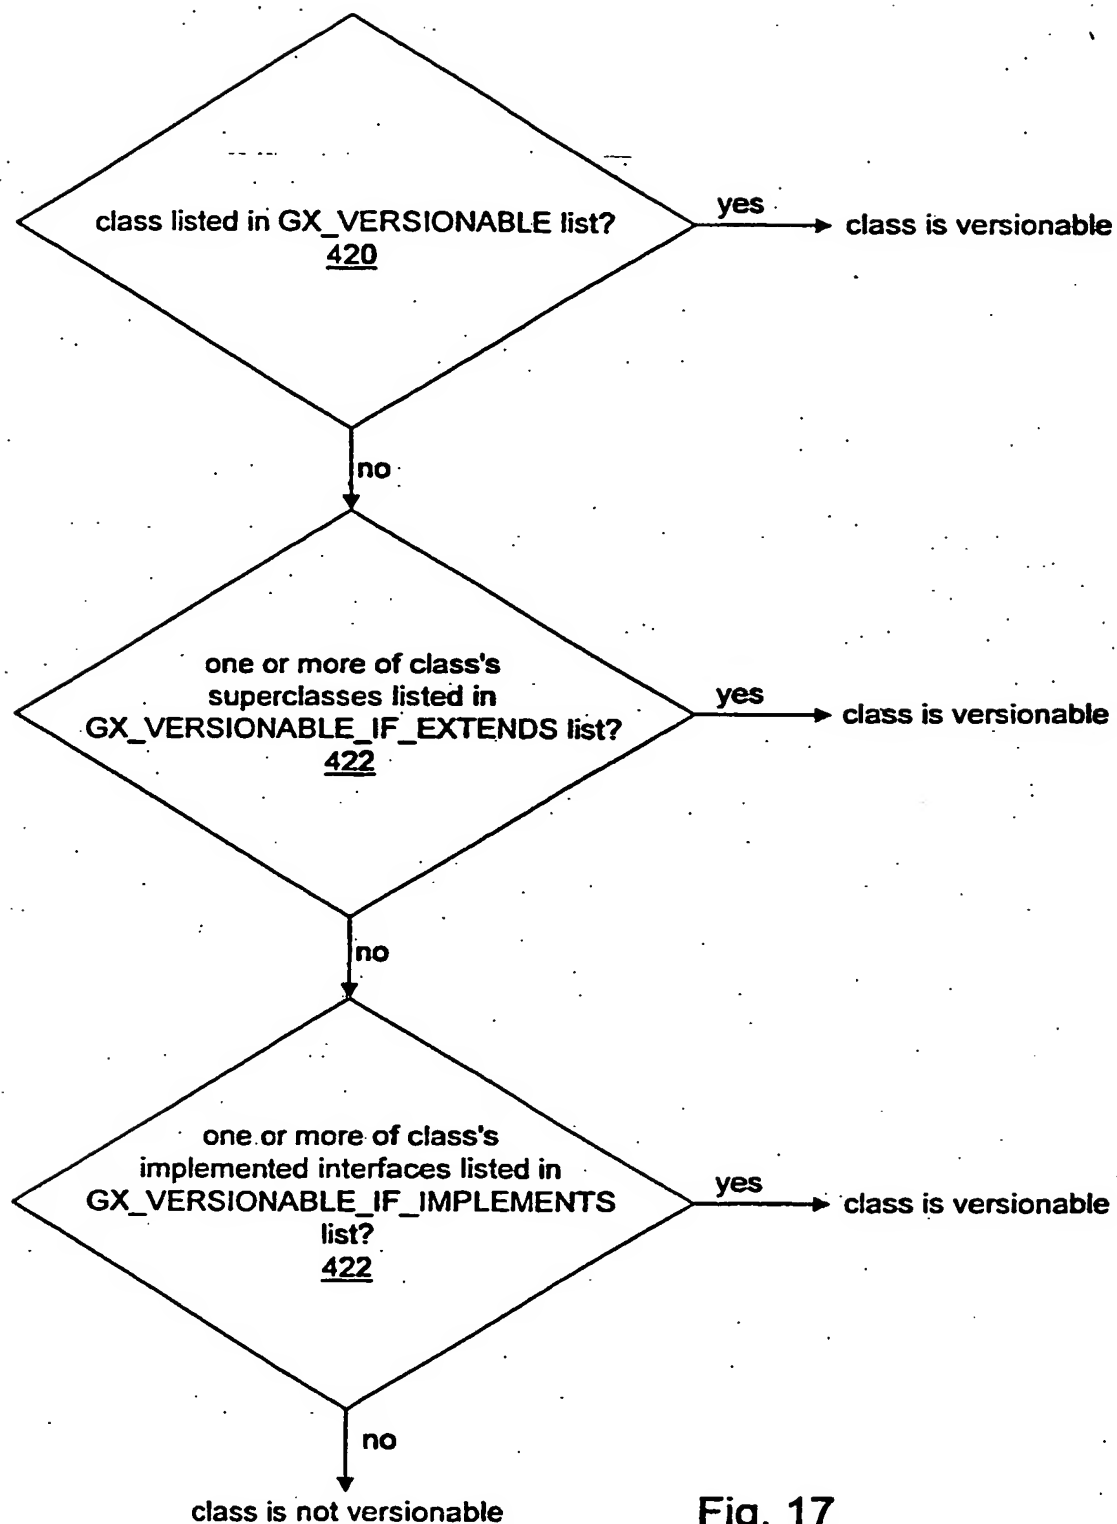 class listed in GX_VERSIONABLE list?
420
yes
class is versionable
no
one or more of class's
superclasses listed in
GX_VERSIONABLE_IF_EXTENDS list?
422
yes
class is versionable
no
one or more of class's
implemented interfaces listed in
GX_VERSIONABLE_IF_IMPLEMENTS
list?
422
yes
class is versionable
no
class is not versionable
Fig. 17